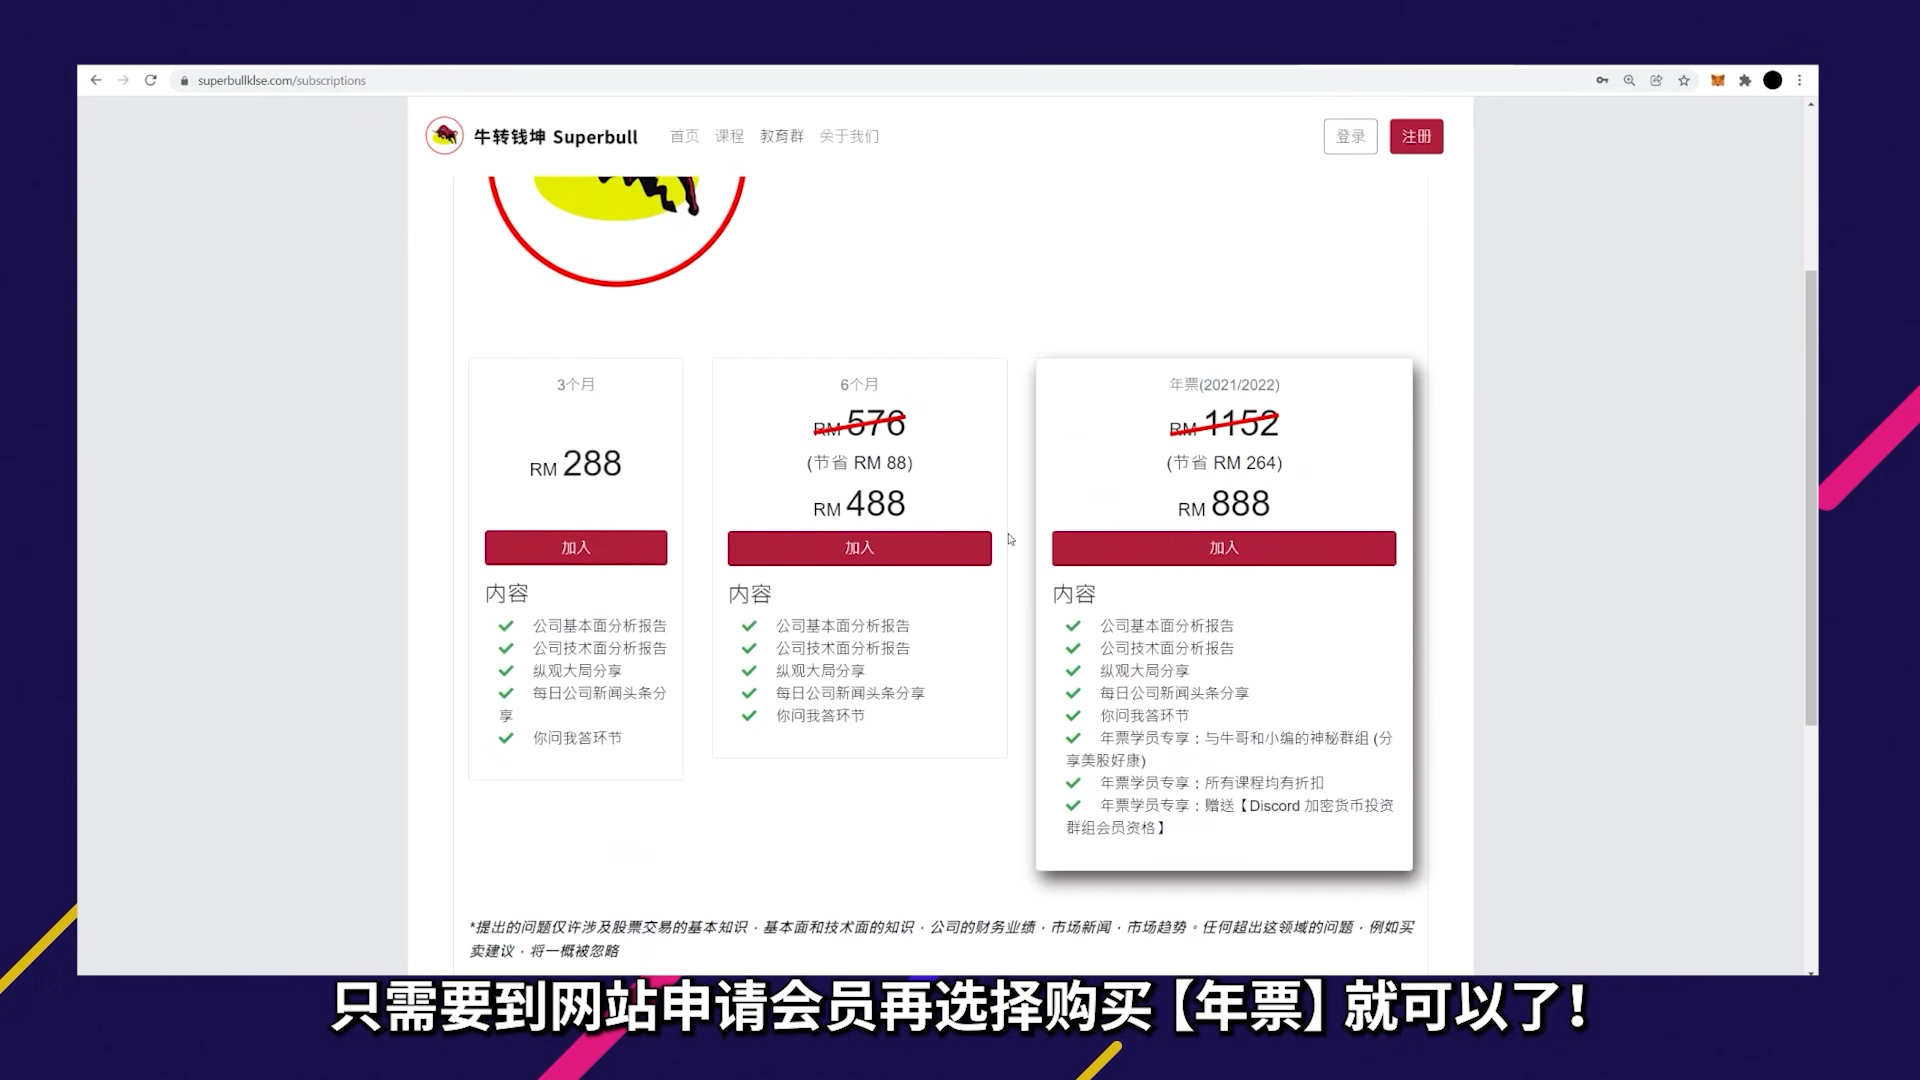 superbullklse.com/subscriptions
牛转钱坤 Superbull
首页 课程 教育群 关于我们
登录 注册
3个月
RM 288
加入
内容
公司基本面分析报告
公司技术面分析报告
纵观大局分享
每日公司新闻头条分
享
你问我答环节
6个月
RM 576
(节省 RM 88)
RM 488
加入
内容
公司基本面分析报告
公司技术面分析报告
纵观大局分享
每日公司新闻头条分享
你问我答环节
年票(2021/2022)
RM 1152
(节省 RM 264)
RM 888
加入
内容
公司基本面分析报告
公司技术面分析报告
纵观大局分享
每日公司新闻头条分享
你问我答环节
年票学员专享：与牛哥和小编的神秘群组 (分
享美股好康)
年票学员专享：所有课程均有折扣
年票学员专享：赠送【Discord 加密货币投资
群组会员资格】
*提出的问题仅许涉及股票交易的基本知识，基本面和技术面的知识，公司的财务业绩，市场新闻，市场趋势。任何超出这领域的问题，例如买
卖建议，将一概被忽略
只需要到网站申请会员再选择购买【年票】就可以了！